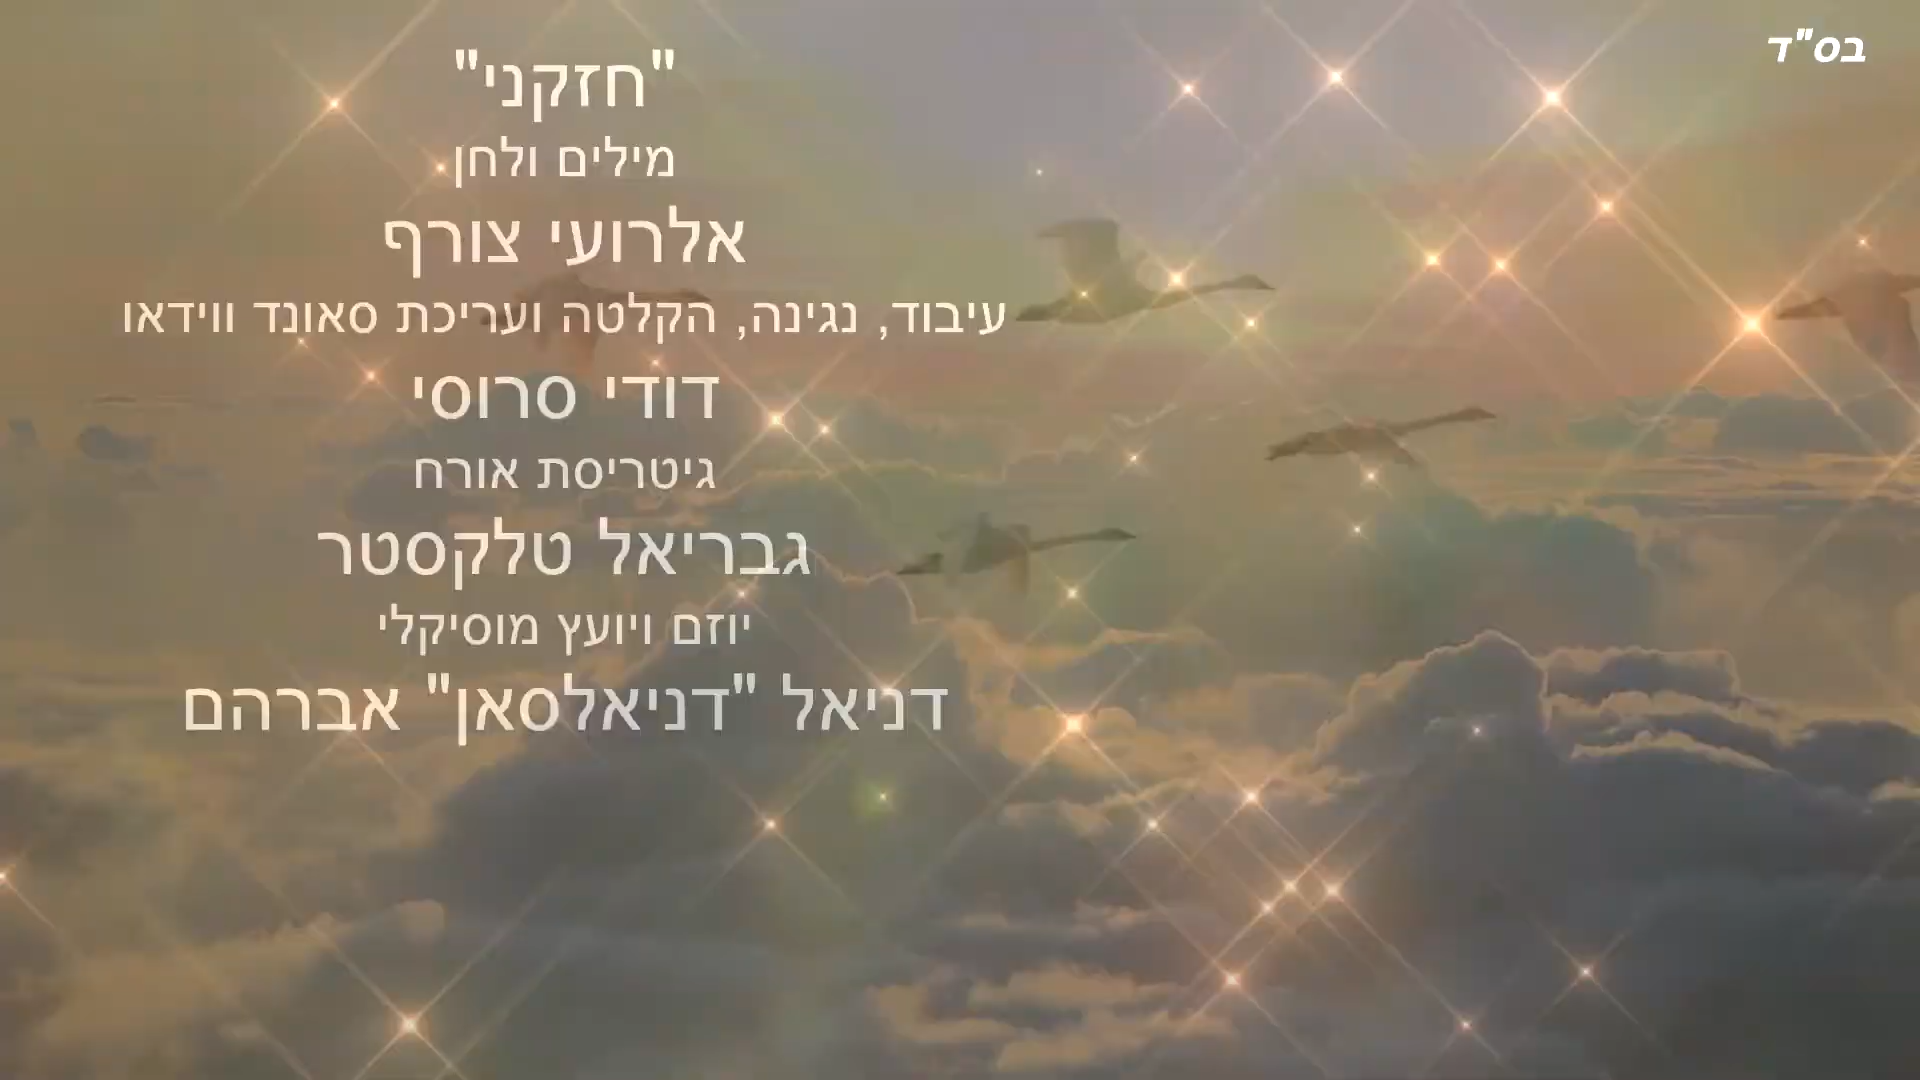 בס"ד
"חזקני"
מילים ולחן
אלרועי צורף
עיבוד, נגינה, הקלטה ועריכת סאונד ווידאו
דודי סרוסי
גיטריסת אורח
גבריאל טלקסטר
יוזם ויועץ מוסיקלי
דניאל "דניאלסאן" אברהם